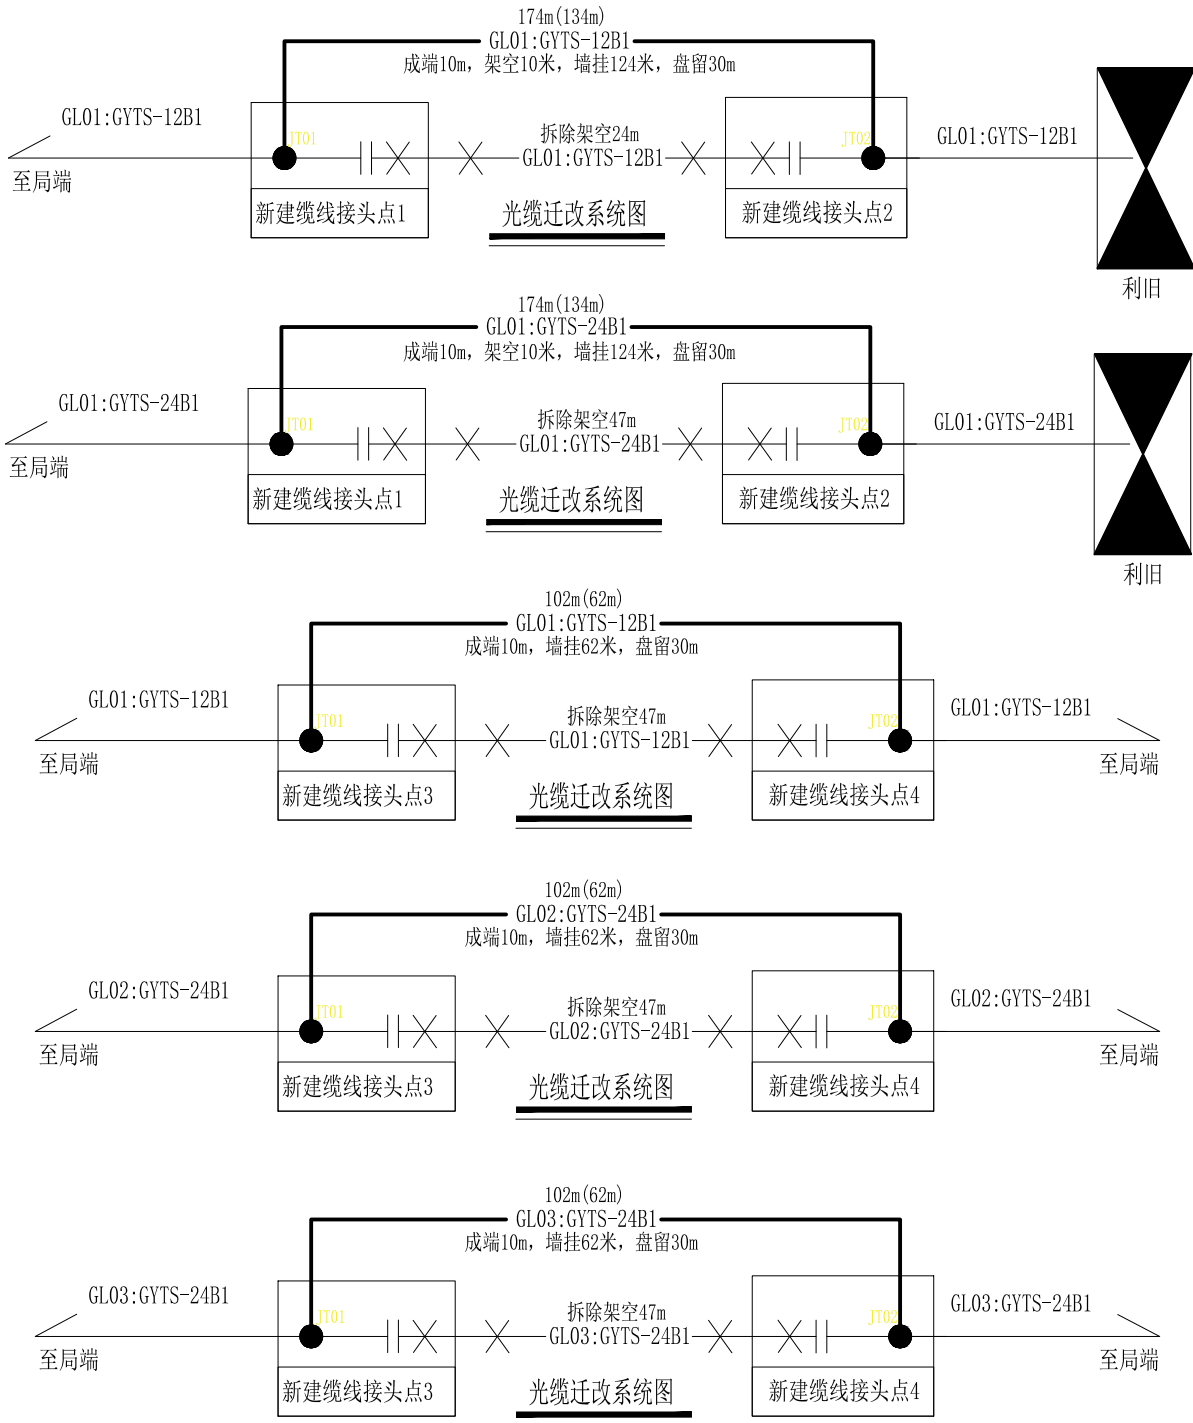 174m(134m)
GL01:GYTS-12B1
成端10m，架空10米，墙挂124米，盘留30m
GL01:GYTS-12B1
至局端
JT01
拆除架空24m
GL01:GYTS-12B1
JT02
GL01:GYTS-12B1
新建缆线接头点1
光缆迁改系统图
新建缆线接头点2
利旧
174m(134m)
GL01:GYTS-24B1
成端10m，架空10米，墙挂124米，盘留30m
GL01:GYTS-24B1
至局端
JT01
拆除架空47m
GL01:GYTS-24B1
JT02
GL01:GYTS-24B1
新建缆线接头点1
光缆迁改系统图
新建缆线接头点2
利旧
102m(62m)
GL01:GYTS-12B1
成端10m，墙挂62米，盘留30m
GL01:GYTS-12B1
至局端
JT01
拆除架空47m
GL01:GYTS-12B1
JT02
GL01:GYTS-12B1
至局端
新建缆线接头点3
光缆迁改系统图
新建缆线接头点4
102m(62m)
GL02:GYTS-24B1
成端10m，墙挂62米，盘留30m
GL02:GYTS-24B1
至局端
JT01
拆除架空47m
GL02:GYTS-24B1
JT02
GL02:GYTS-24B1
至局端
新建缆线接头点3
光缆迁改系统图
新建缆线接头点4
102m(62m)
GL03:GYTS-24B1
成端10m，墙挂62米，盘留30m
GL03:GYTS-24B1
至局端
JT01
拆除架空47m
GL03:GYTS-24B1
JT02
GL03:GYTS-24B1
至局端
新建缆线接头点3
光缆迁改系统图
新建缆线接头点4